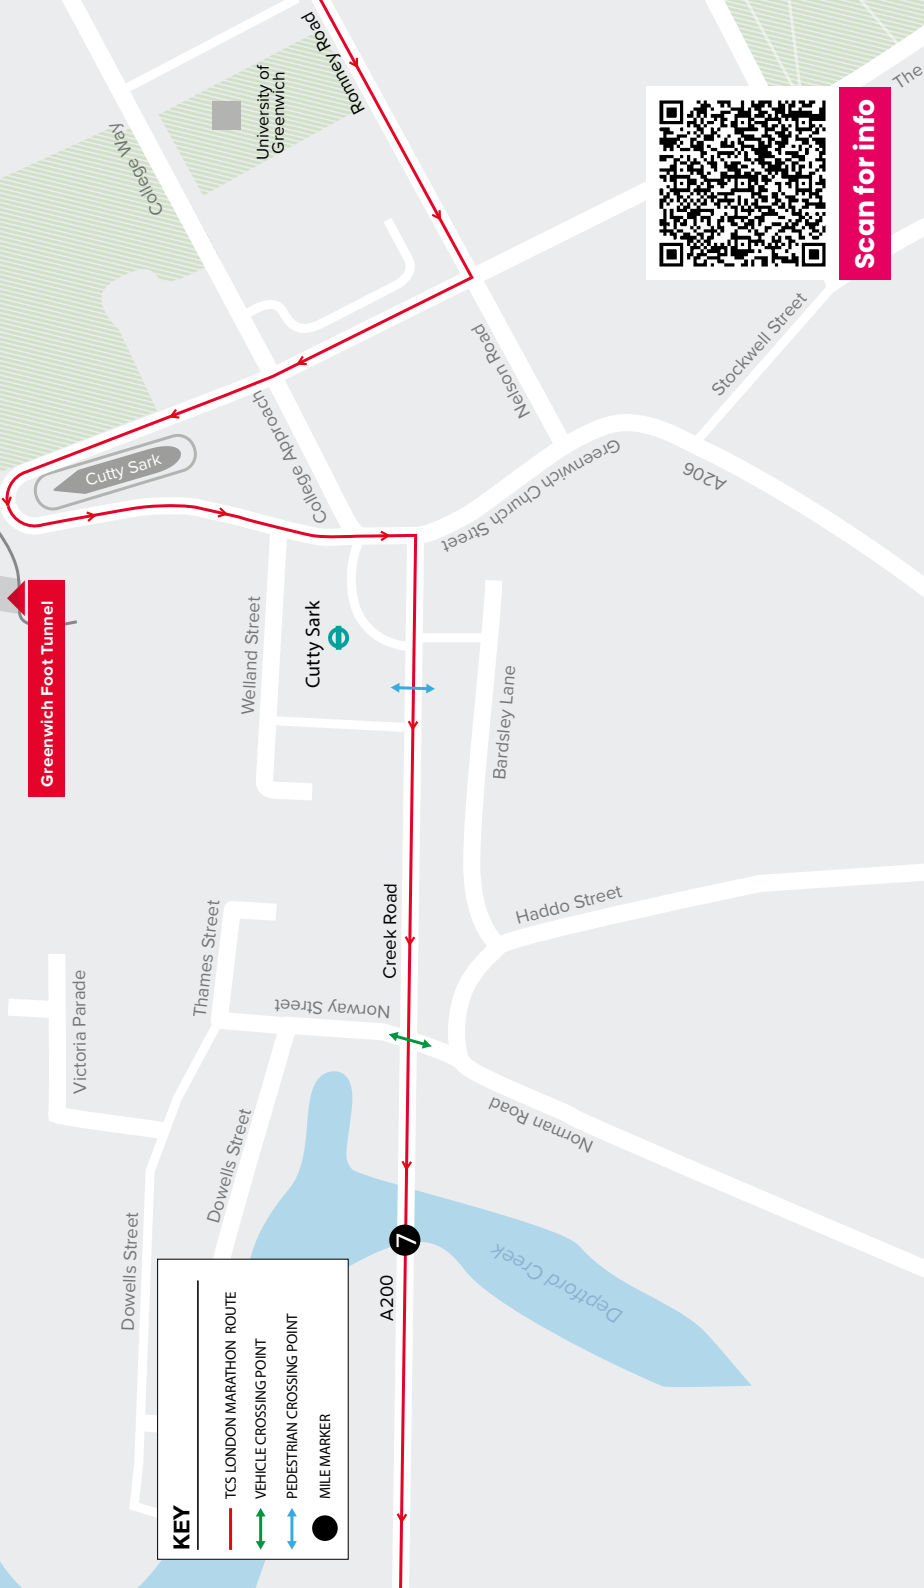 Romney Road
University of
Greenwich
College Way
The
Scan for info
Stockwell Street
Nelson Road
College Approach
Cutty Sark
Greenwich Church Street
A206
Greenwich Foot Tunnel
Welland Street
Cutty Sark
Bardsley Lane
Creek Road
Haddo Street
Thames Street
Victoria Parade
Norway Street
Norman Road
Dowells Street
Dowells Street
7
A200
Deptford Creek
KEY
TCS LONDON MARATHON ROUTE
VEHICLE CROSSING POINT
PEDESTRIAN CROSSING POINT
MILE MARKER